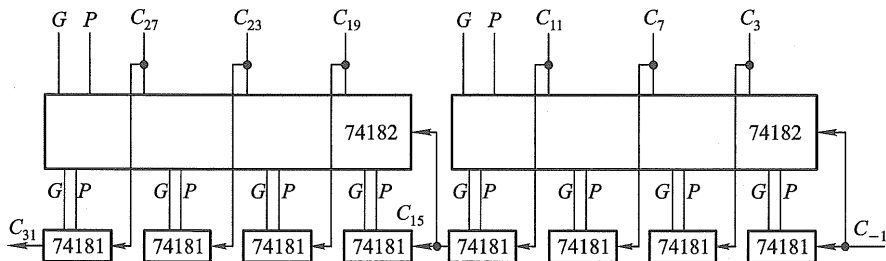 G P C₂₇ C₂₃ C₁₉ G P C₁₁ C₇ C₃
74182 74182
G P G P G P G P G P G P G P G P
C₃₁ 74181 74181 74181 C₁₅ 74181 74181 74181 74181 74181 C₋₁